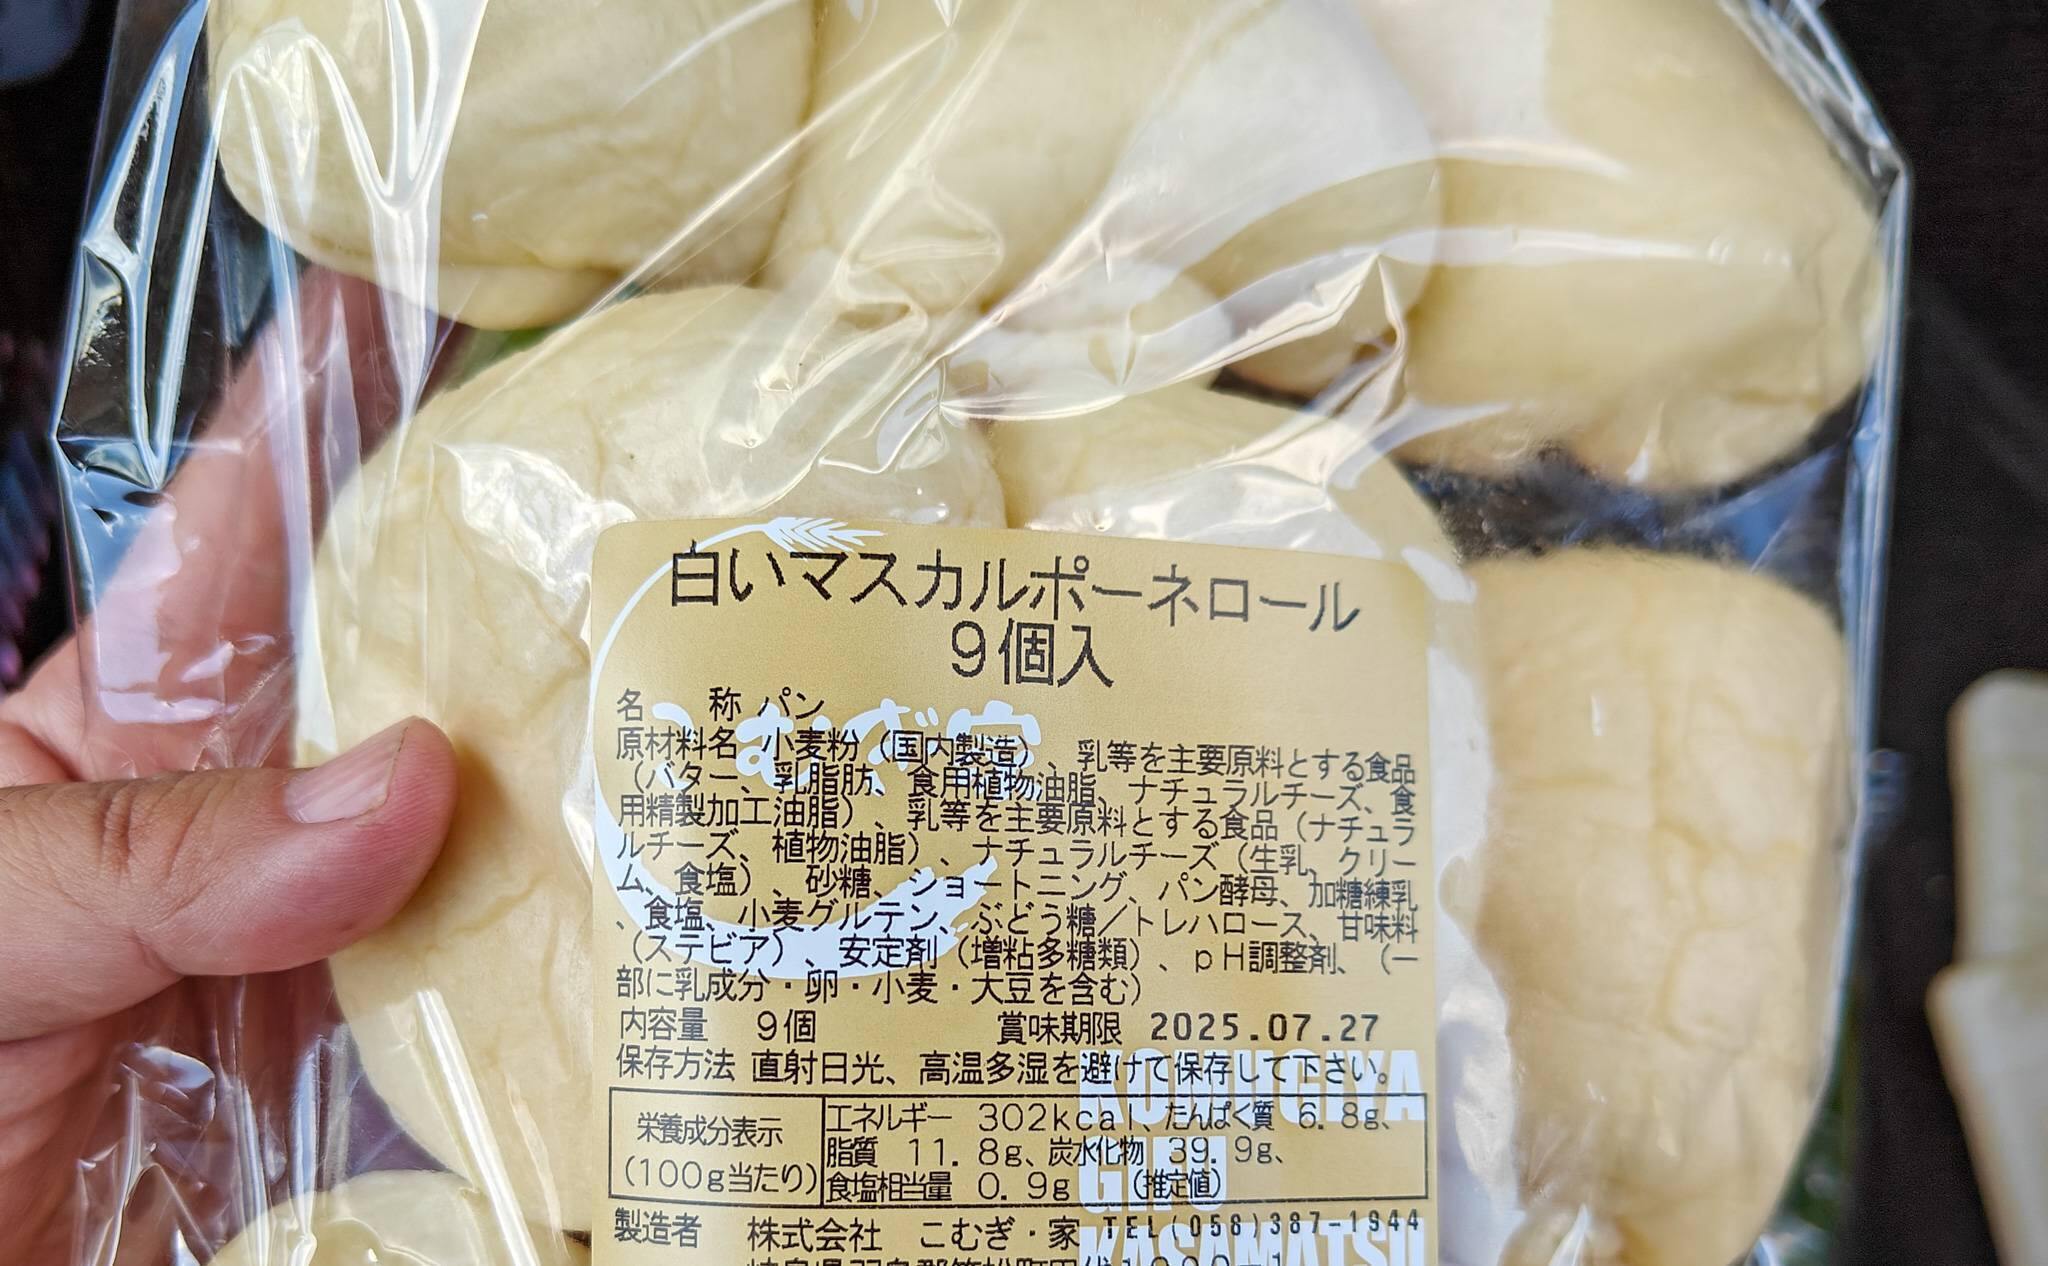 白いマスカルポーネロール
9個入
名 称 パン
こむぎ・家
原材料名 小麦粉（国内製造）、乳等を主要原料とする食品
（バター、乳脂肪、食用植物油脂、ナチュラルチーズ、食
用精製加工油脂）、乳等を主要原料とする食品（ナチュラ
ルチーズ、植物油脂）、ナチュラルチーズ（生乳、クリー
ム、食塩）、砂糖、ショートニング、パン酵母、加糖練乳
、食塩、小麦グルテン、ぶどう糖／トレハロース、甘味料
（ステビア）、安定剤（増粘多糖類）、pH調整剤、（一
部に乳成分・卵・小麦・大豆を含む）
内容量 9個 賞味期限 2025.07.27
保存方法 直射日光、高温多湿を避けて保存して下さい。
KOMUGIYA
栄養成分表示
（100g当たり）
エネルギー 302kcal、たんぱく質 6.8g、
脂質 11.8g、炭水化物 39.9g、
食塩相当量 0.9g （推定値）
GIFU
製造者 株式会社 こむぎ・家 TEL(058)387-1944
KASAMATSU